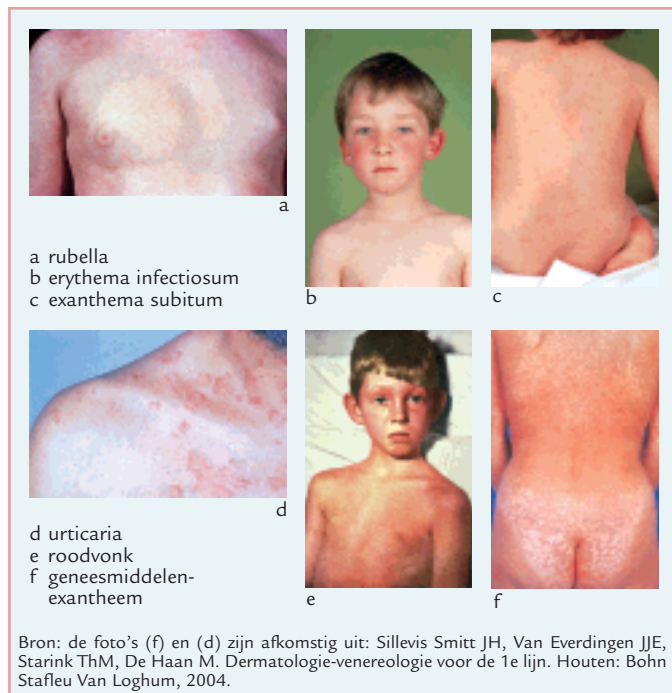 a
a rubella
b erythema infectiosum
c exanthema subitum
b
c
d
d urticaria
e roodvonk
f geneesmiddelen-
exantheem
e
f
Bron: de foto's (f) en (d) zijn afkomstig uit: Sillevis Smitt JH, Van Everdingen JJE,
Starink ThM, De Haan M. Dermatologie-venereologie voor de 1e lijn. Houten: Bohn
Stafleu Van Loghum, 2004.